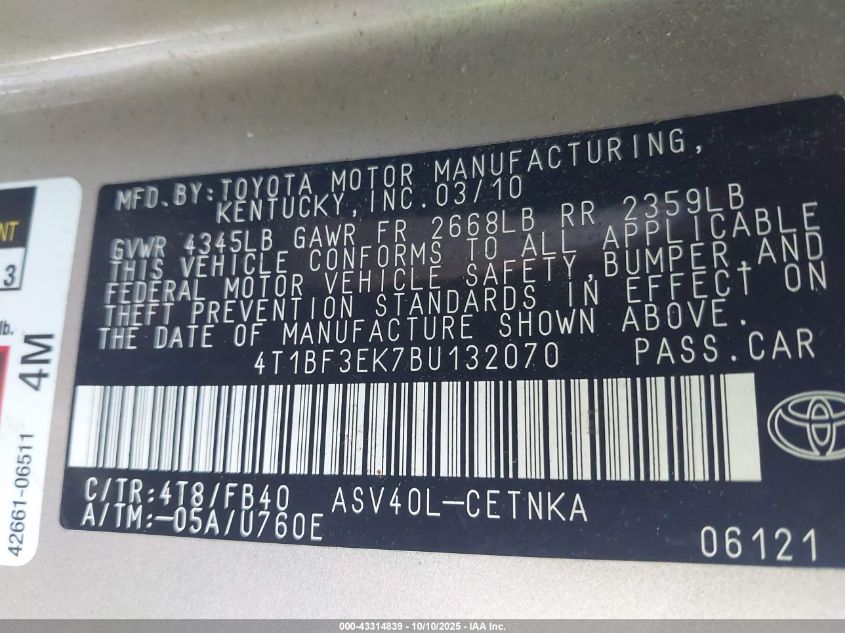 MFD.BY:TOYOTA MOTOR MANUFACTURING,
KENTUCKY,INC.03/10
GVWR 4345LB GAWR FR 2668LB RR 2359LB
THIS VEHICLE CONFORMS TO ALL APPLICABLE
FEDERAL MOTOR VEHICLE SAFETY,BUMPER,AND
THEFT PREVENTION STANDARDS IN EFFECT ON
THE DATE OF MANUFACTURE SHOWN ABOVE.
4T1BF3EK7BU132070 PASS.CAR
C/TR:4T8/FB40 ASV40L-CETNKA
A/TM:-05A/U760E
06121
NT
3
lb.
4M
42661-06511
000-43314839 - 10/10/2025 - IAA Inc.